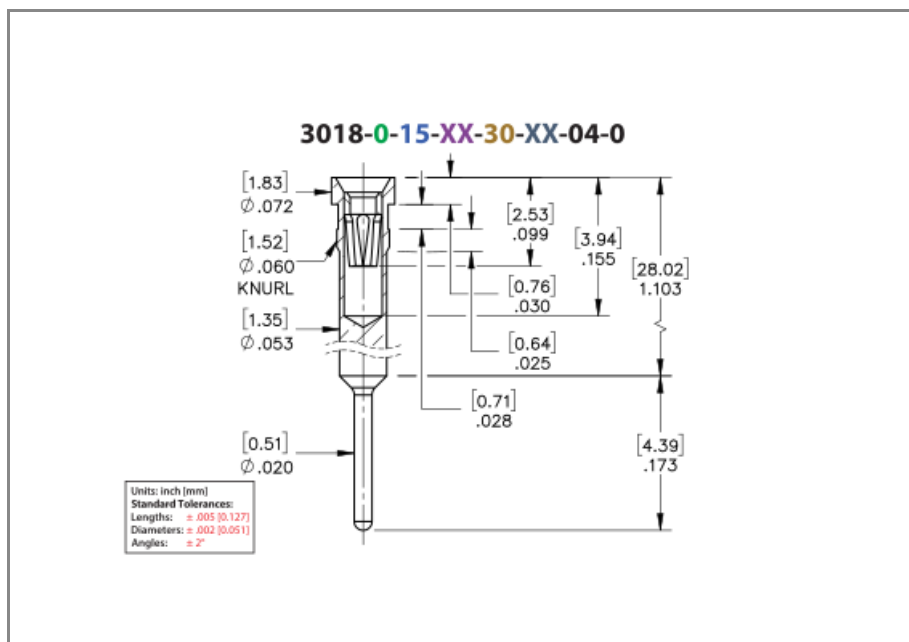 3018-0-15-XX-30-XX-04-0
[1.83]
Ø.072
[1.52]
Ø.060
KNURL
[1.35]
Ø.053
[0.51]
Ø.020
[2.53]
.099
[3.94]
.155
[28.02]
1.103
[0.76]
.030
[0.64]
.025
[0.71]
.028
[4.39]
.173
Units: inch [mm]
Standard Tolerances:
Lengths: ± .005 [0.127]
Diameters: ± .002 [0.051]
Angles: ± 2°